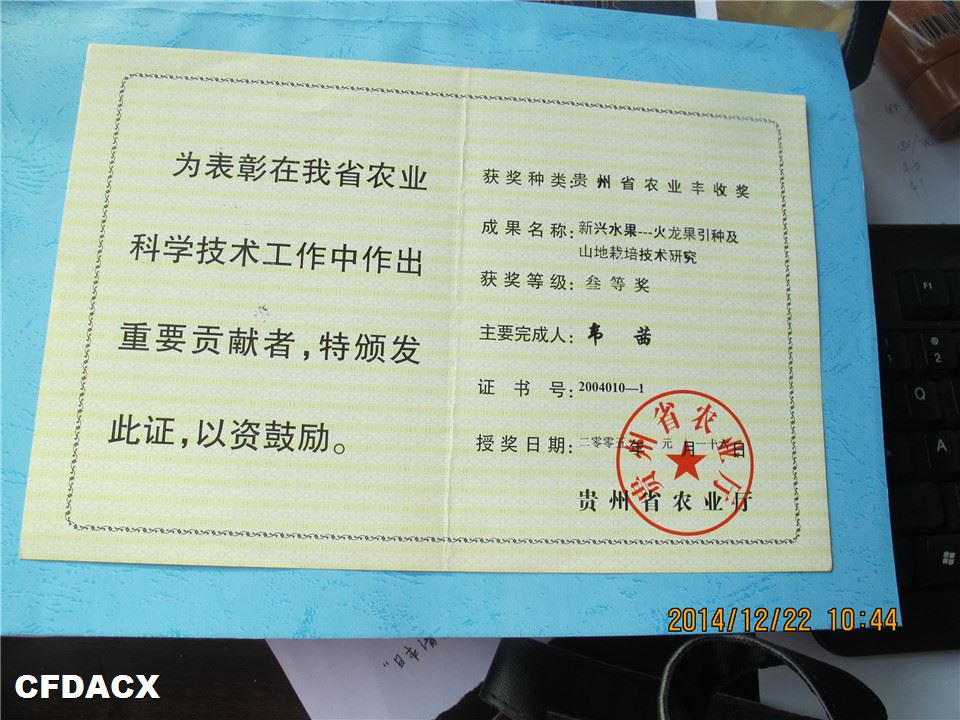 为表彰在我省农业
科学技术工作中作出
重要贡献者,特颁发
此证,以资鼓励。
获奖种类:贵州省农业丰收奖
成果名称:新兴水果---火龙果引种及
山地栽培技术研究
获奖等级:叁等奖
主要完成人:韦茜
证书号:2004010—1
授奖日期:二零零五年元月一十 日
贵州省农业厅
贵州省农业厅
2014/12/22 10:44
CFDACX
F1
2
Q
A